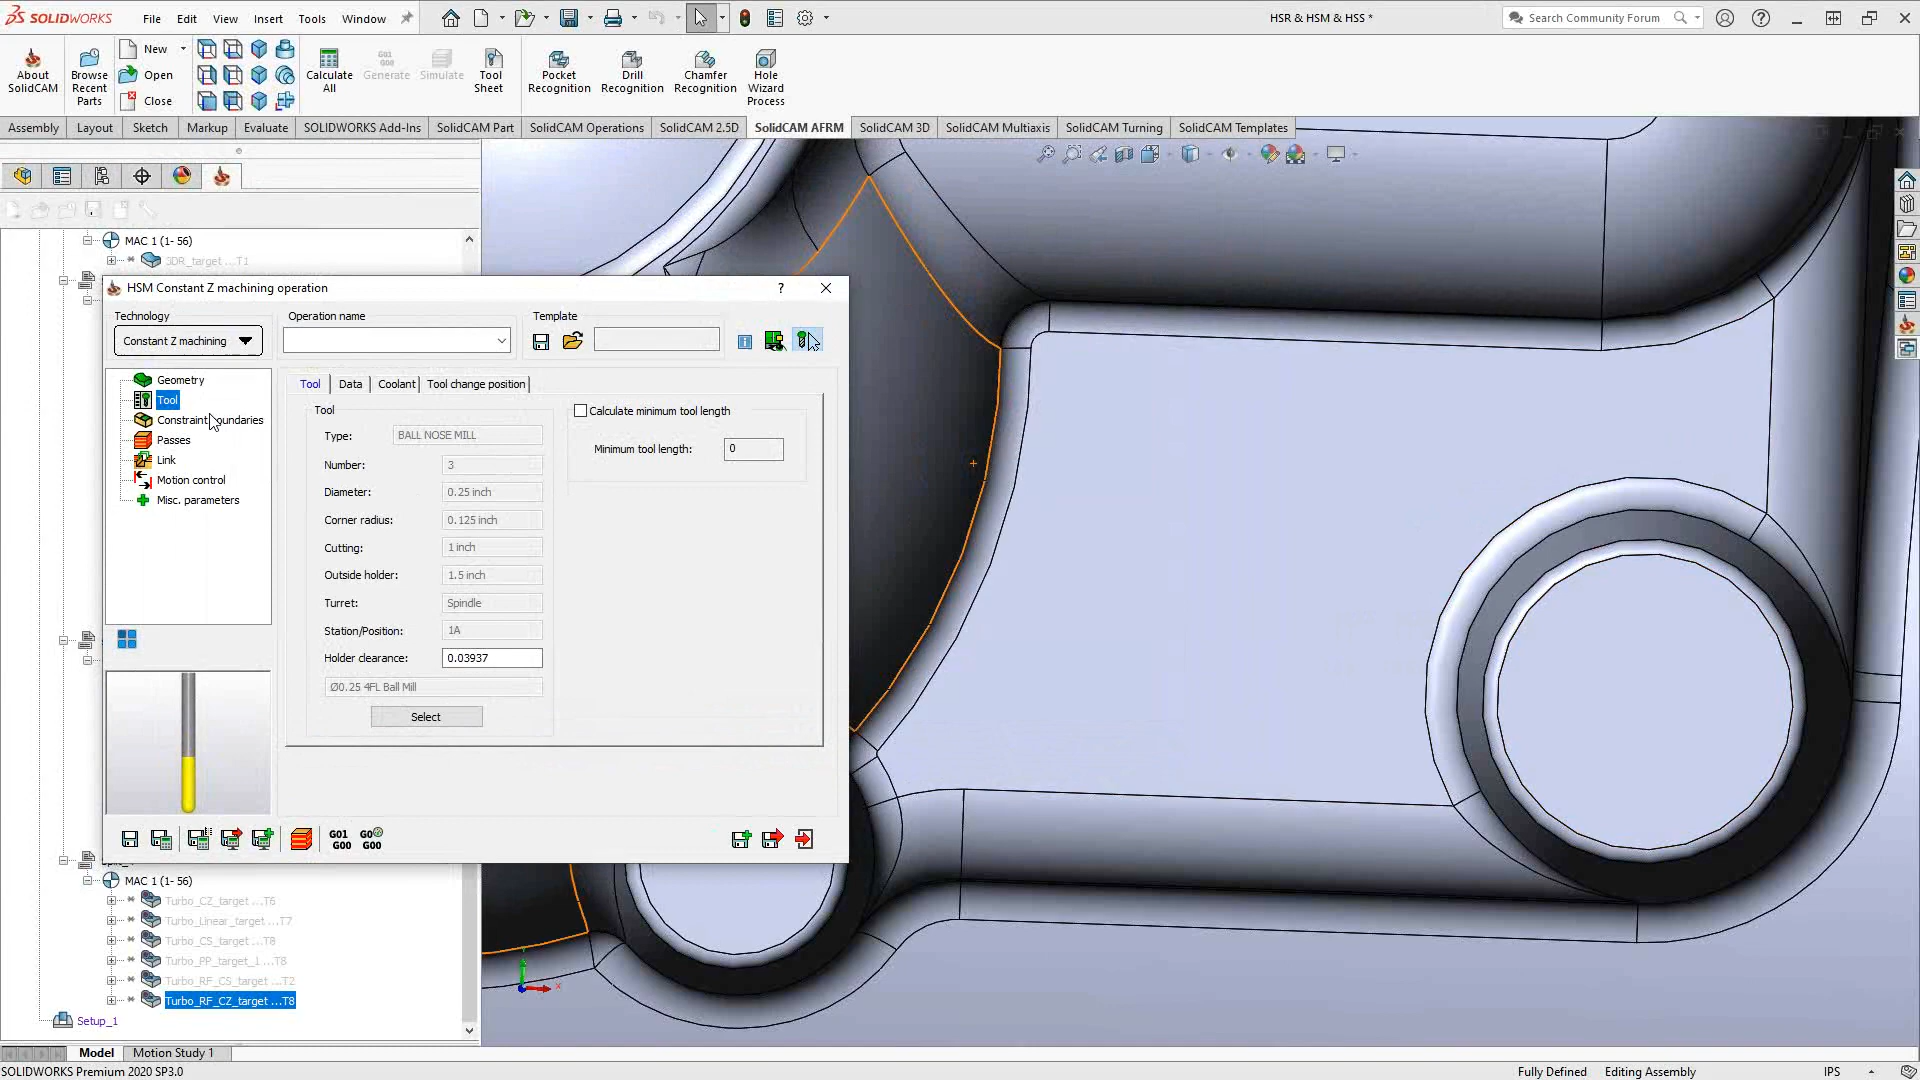 SOLIDWORKS File Edit View Insert Tools Window
HSR & HSM & HSS *
Search Community Forum
About SolidCAM
Browse Recent Parts
New
Open
Close
Calculate All
G01 G00
Generate
Simulate
Tool Sheet
Pocket Recognition
Drill Recognition
Chamfer Recognition
Hole Wizard Process
Assembly Layout Sketch Markup Evaluate SOLIDWORKS Add-Ins SolidCAM Part SolidCAM Operations SolidCAM 2.5D SolidCAM AFRM SolidCAM 3D SolidCAM Multiaxis SolidCAM Turning SolidCAM Templates
MAC 1 (1- 56)
3DR_target ...T1
HSM Constant Z machining operation
Technology
Constant Z machining
Operation name
Template
Geometry
Tool
Constraint boundaries
Passes
Link
Motion control
Misc. parameters
Tool Data Coolant Tool change position
Tool
Type: BALL NOSE MILL
Number: 3
Diameter: 0.25 inch
Corner radius: 0.125 inch
Cutting: 1 inch
Outside holder: 1.5 inch
Turret: Spindle
Station/Position: 1A
Holder clearance: 0.03937
Ø0.25 4FL Ball Mill
Select
Calculate minimum tool length
Minimum tool length: 0
G01 G00
G0 G00
MAC 1 (1- 56)
Turbo_CZ_target ...T6
Turbo_Linear_target ...T7
Turbo_CS_target ...T8
Turbo_PP_target_1 ...T8
Turbo_RF_CS_target ...T2
Turbo_RF_CZ_target ...T8
Setup_1
Y
X
Model Motion Study 1
SOLIDWORKS Premium 2020 SP3.0
Fully Defined Editing Assembly IPS